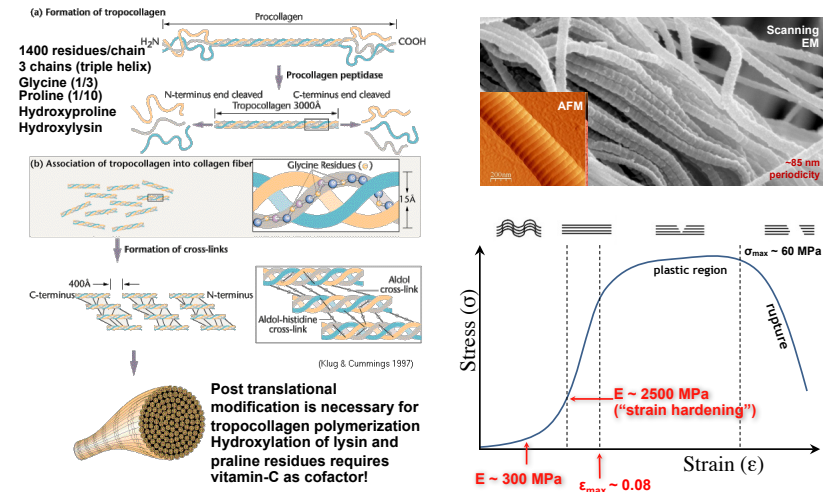 (a) Formation of tropocollagen
Procollagen
H₂N
COOH
1400 residues/chain
3 chains (triple helix)
Glycine (1/3)
Proline (1/10)
Hydroxyproline
Hydroxylysin
Procollagen peptidase
N-terminus end cleaved
C-terminus end cleaved
Tropocollagen 3000Å
(b) Association of tropocollagen into collagen fiber
Glycine Residues ( )
15Å
Formation of cross-links
400Å
C-terminus
N-terminus
Aldol
cross-link
Aldol-histidine
cross-link
(Klug & Cummings 1997)
Post translational
modification is necessary for
tropocollagen polymerization
Hydroxylation of lysin and
praline residues requires
vitamin-C as cofactor!
Scanning
EM
AFM
200nm
~85 nm
periodicity
σmax ~ 60 MPa
plastic region
rupture
Stress (σ)
E ~ 2500 MPa
("strain hardening")
E ~ 300 MPa
εmax ~ 0.08
Strain (ε)